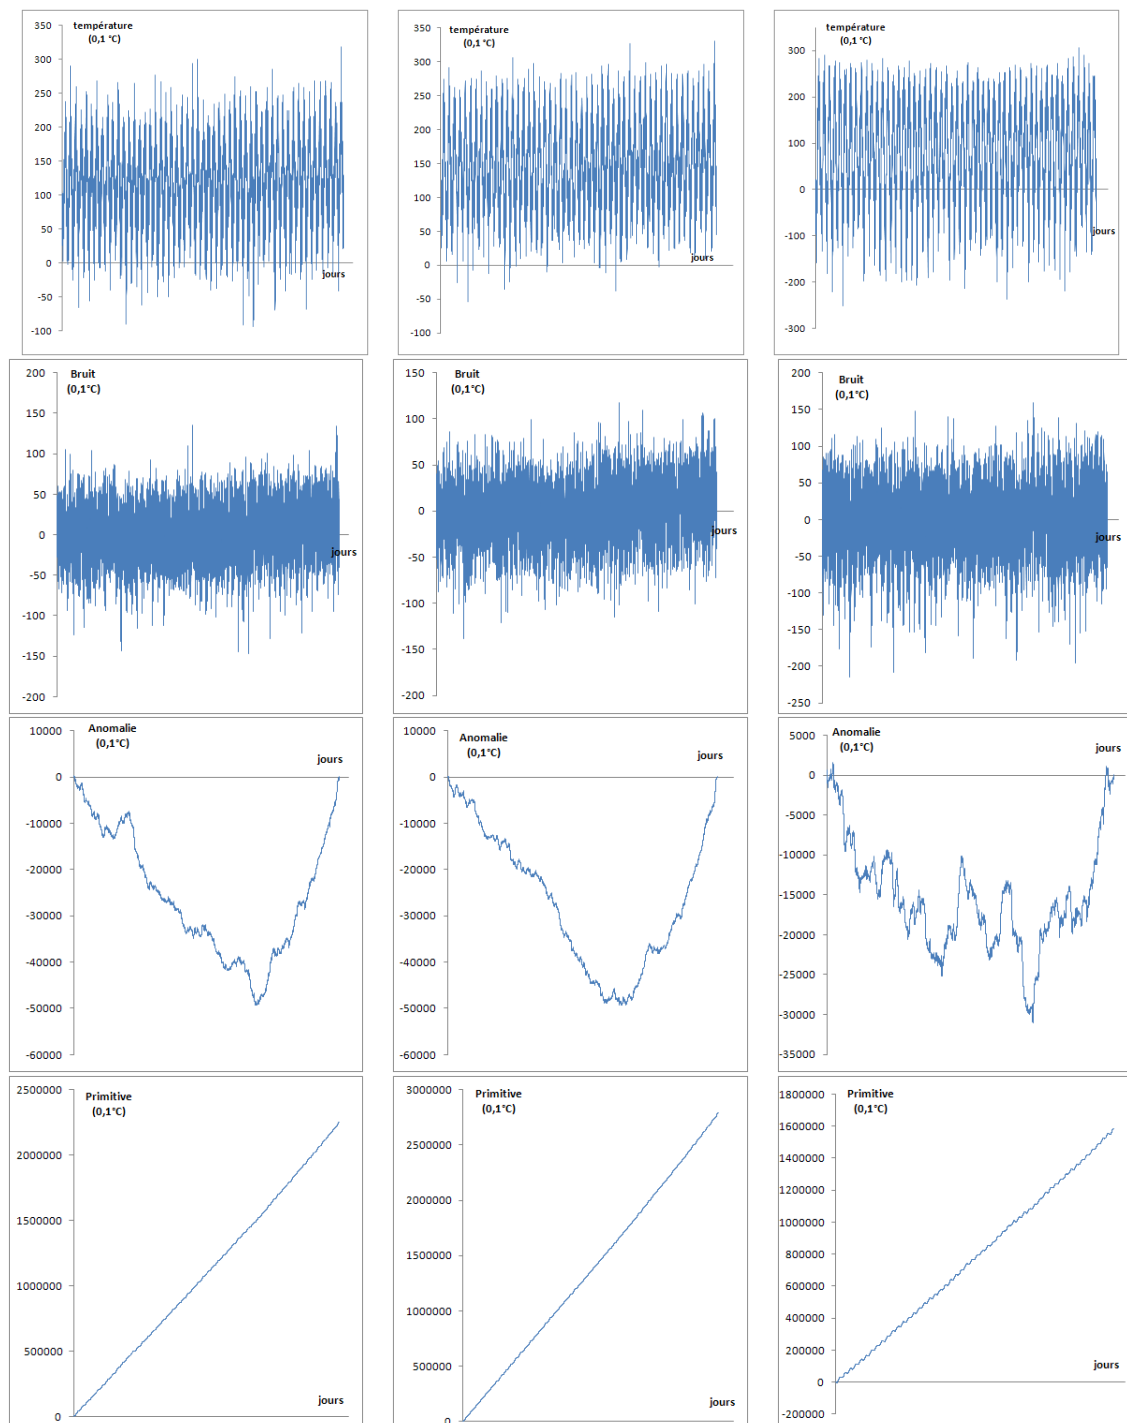 température
(0,1 °C)
350
300
250
200
150
100
50
0
-50
-100
jours
température
(0,1 °C)
350
300
250
200
150
100
50
0
-50
-100
jours
température
(0,1 °C)
300
200
100
0
-100
-200
-300
jours
Bruit
(0,1°C)
200
150
100
50
0
-50
-100
-150
-200
jours
Bruit
(0,1°C)
150
100
50
0
-50
-100
-150
-200
jours
Bruit
(0,1°C)
200
150
100
50
0
-50
-100
-150
-200
-250
jours
Anomalie
(0,1°C)
10000
0
-10000
-20000
-30000
-40000
-50000
-60000
jours
Anomalie
(0,1°C)
10000
0
-10000
-20000
-30000
-40000
-50000
-60000
jours
Anomalie
(0,1°C)
5000
0
-5000
-10000
-15000
-20000
-25000
-30000
-35000
jours
Primitive
(0,1°C)
2500000
2000000
1500000
1000000
500000
0
jours
Primitive
(0,1°C)
3000000
2500000
2000000
1500000
1000000
500000
0
jours
Primitive
(0,1°C)
1800000
1600000
1400000
1200000
1000000
800000
600000
400000
200000
0
-200000
jours